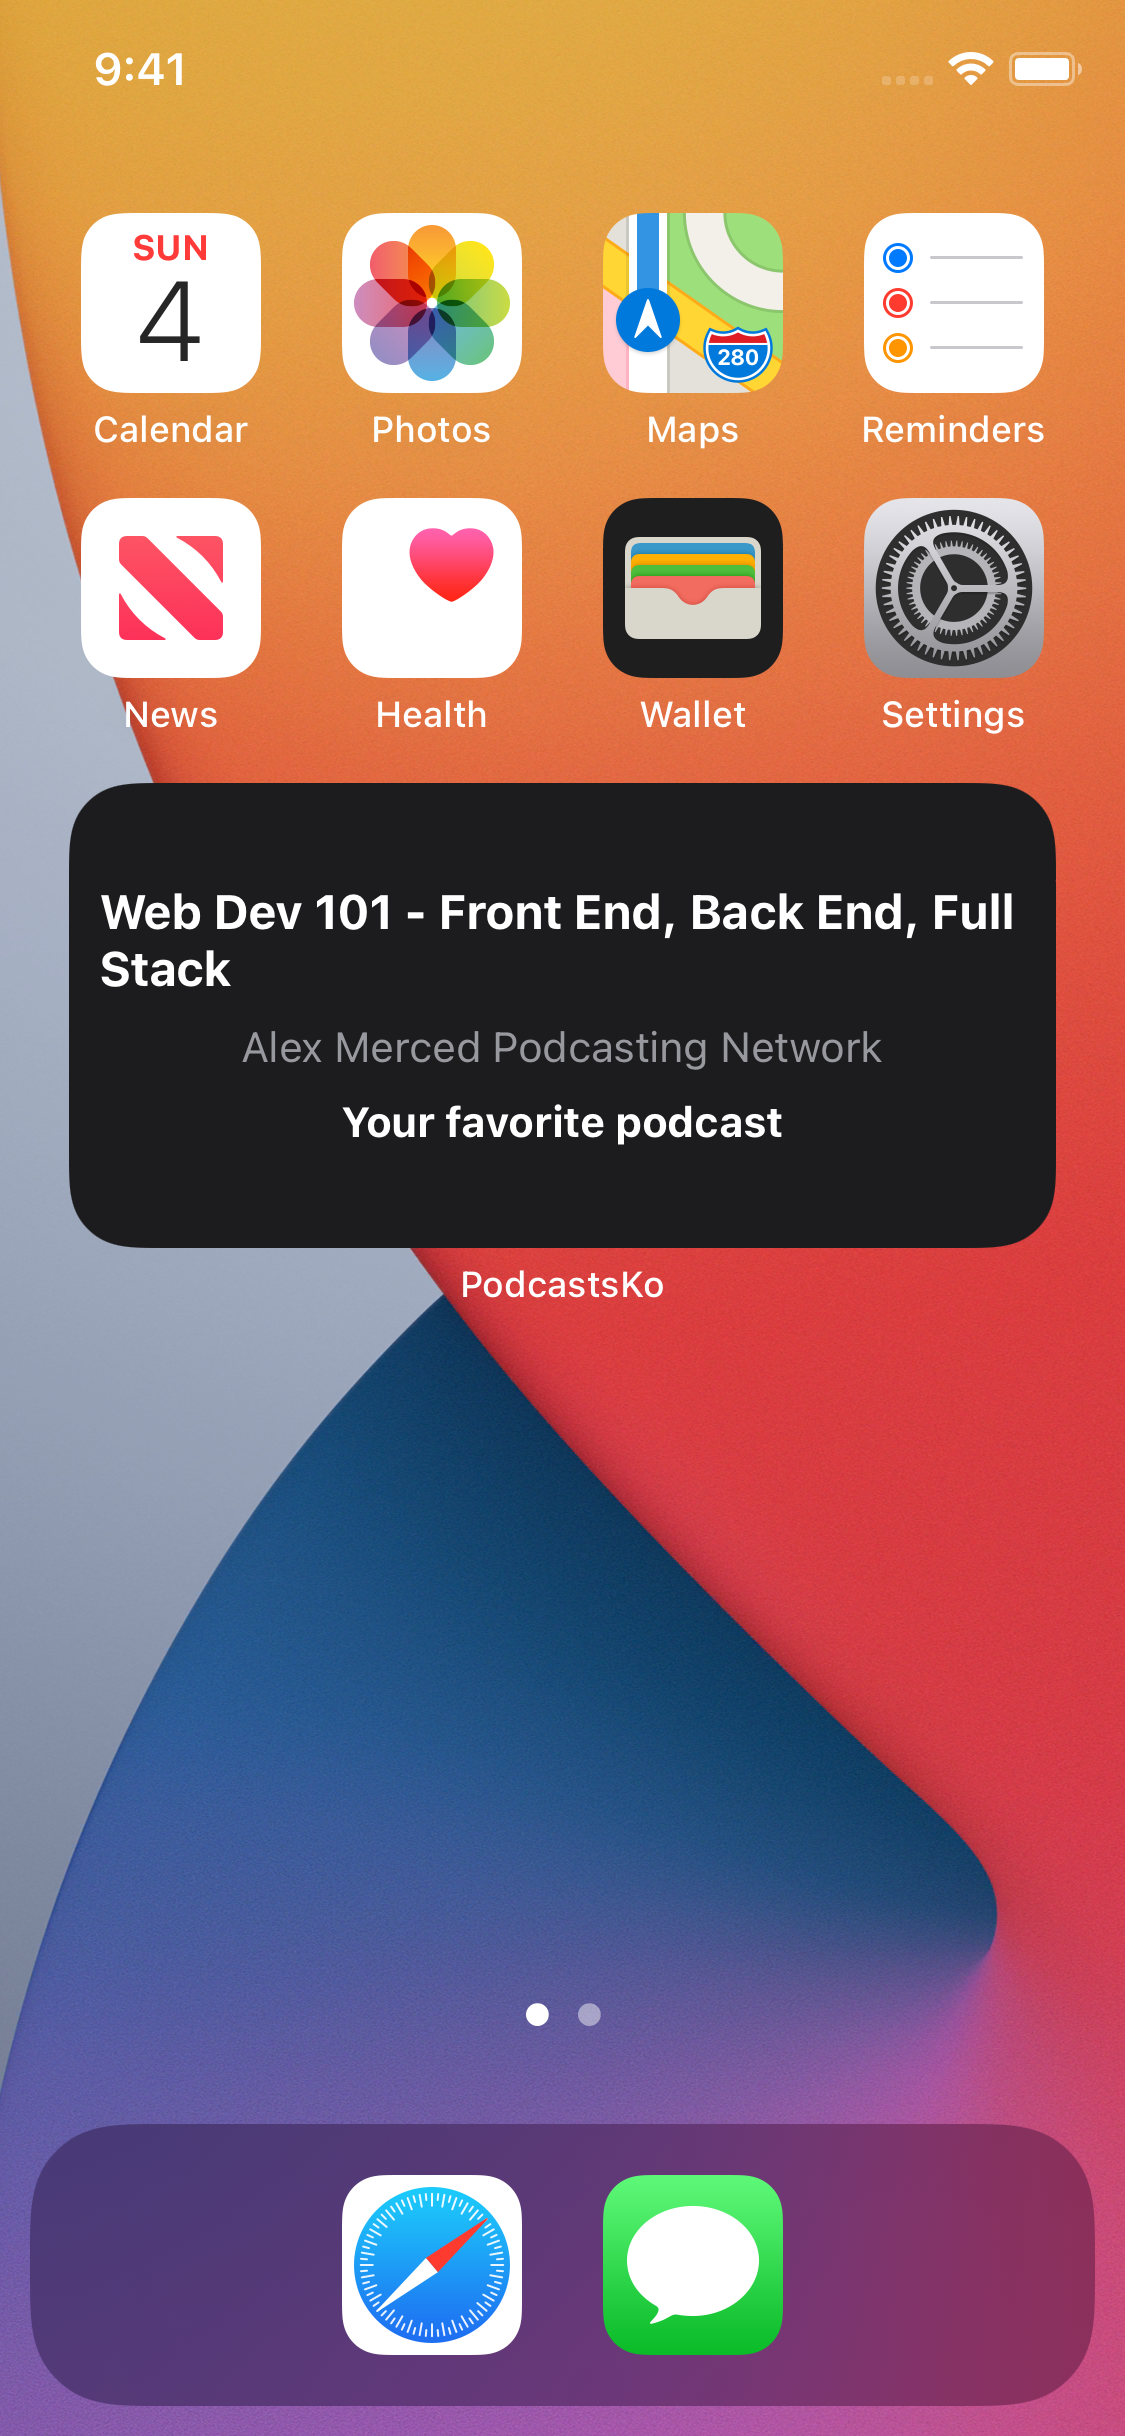 9:41
SUN
4
280
Calendar Photos Maps Reminders
News Health Wallet Settings
Web Dev 101 - Front End, Back End, Full
Stack
Alex Merced Podcasting Network
Your favorite podcast
PodcastsKo